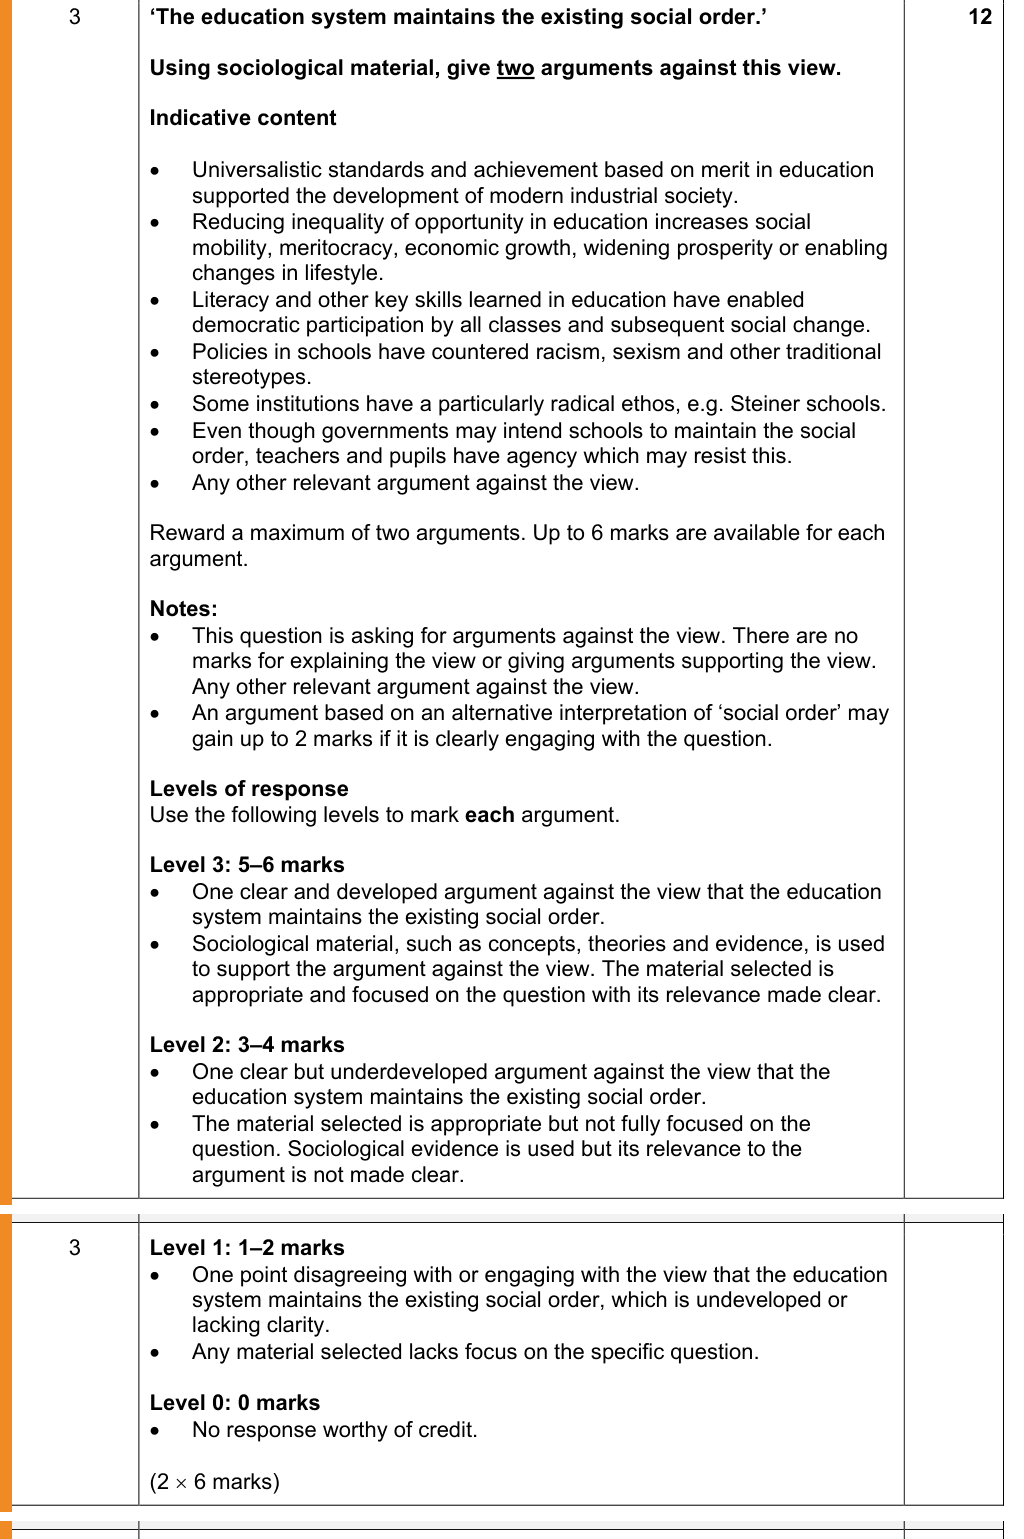 3 ‘The education system maintains the existing social order.’ 12
Using sociological material, give two arguments against this view.
Indicative content
• Universalistic standards and achievement based on merit in education
supported the development of modern industrial society.
• Reducing inequality of opportunity in education increases social
mobility, meritocracy, economic growth, widening prosperity or enabling
changes in lifestyle.
• Literacy and other key skills learned in education have enabled
democratic participation by all classes and subsequent social change.
• Policies in schools have countered racism, sexism and other traditional
stereotypes.
• Some institutions have a particularly radical ethos, e.g. Steiner schools.
• Even though governments may intend schools to maintain the social
order, teachers and pupils have agency which may resist this.
• Any other relevant argument against the view.
Reward a maximum of two arguments. Up to 6 marks are available for each
argument.
Notes:
• This question is asking for arguments against the view. There are no
marks for explaining the view or giving arguments supporting the view.
Any other relevant argument against the view.
• An argument based on an alternative interpretation of ‘social order’ may
gain up to 2 marks if it is clearly engaging with the question.
Levels of response
Use the following levels to mark each argument.
Level 3: 5–6 marks
• One clear and developed argument against the view that the education
system maintains the existing social order.
• Sociological material, such as concepts, theories and evidence, is used
to support the argument against the view. The material selected is
appropriate and focused on the question with its relevance made clear.
Level 2: 3–4 marks
• One clear but underdeveloped argument against the view that the
education system maintains the existing social order.
• The material selected is appropriate but not fully focused on the
question. Sociological evidence is used but its relevance to the
argument is not made clear.
3 Level 1: 1–2 marks
• One point disagreeing with or engaging with the view that the education
system maintains the existing social order, which is undeveloped or
lacking clarity.
• Any material selected lacks focus on the specific question.
Level 0: 0 marks
• No response worthy of credit.
(2 × 6 marks)